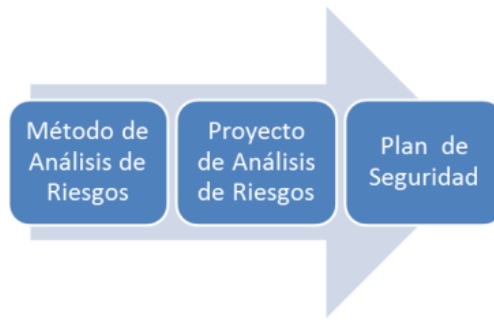 Método de
Análisis de
Riesgos
Proyecto
de Análisis
de Riesgos
Plan de
Seguridad